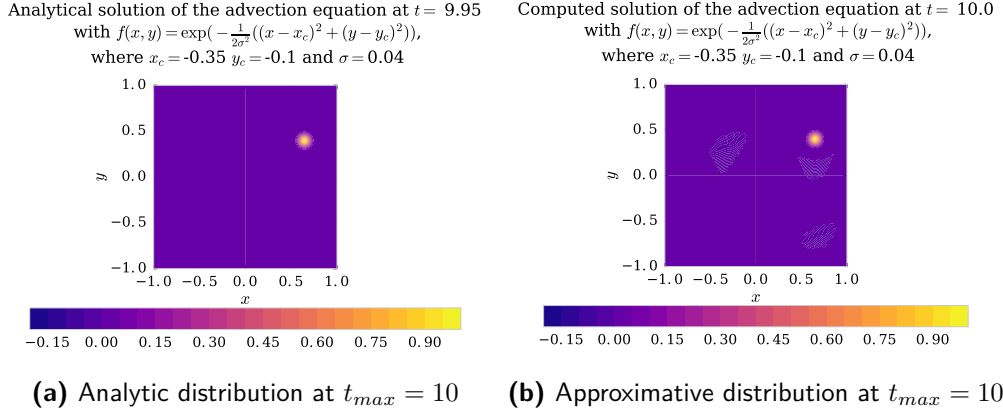 Analytical solution of the advection equation at t = 9.95
with f(x, y) = exp( −1/2σ²((x−x_c)² + (y−y_c)²)),
where x_c = -0.35 y_c = -0.1 and σ = 0.04
1.0
0.5
0.0
−0.5
−1.0
y
−1.0 −0.5 0.0 0.5 1.0
x
−0.15 0.00 0.15 0.30 0.45 0.60 0.75 0.90
(a) Analytic distribution at t_max = 10
Computed solution of the advection equation at t = 10.0
with f(x, y) = exp( −1/2σ²((x−x_c)² + (y−y_c)²)),
where x_c = -0.35 y_c = -0.1 and σ = 0.04
1.0
0.5
0.0
−0.5
−1.0
y
−1.0 −0.5 0.0 0.5 1.0
x
−0.15 0.00 0.15 0.30 0.45 0.60 0.75 0.90
(b) Approximative distribution at t_max = 10